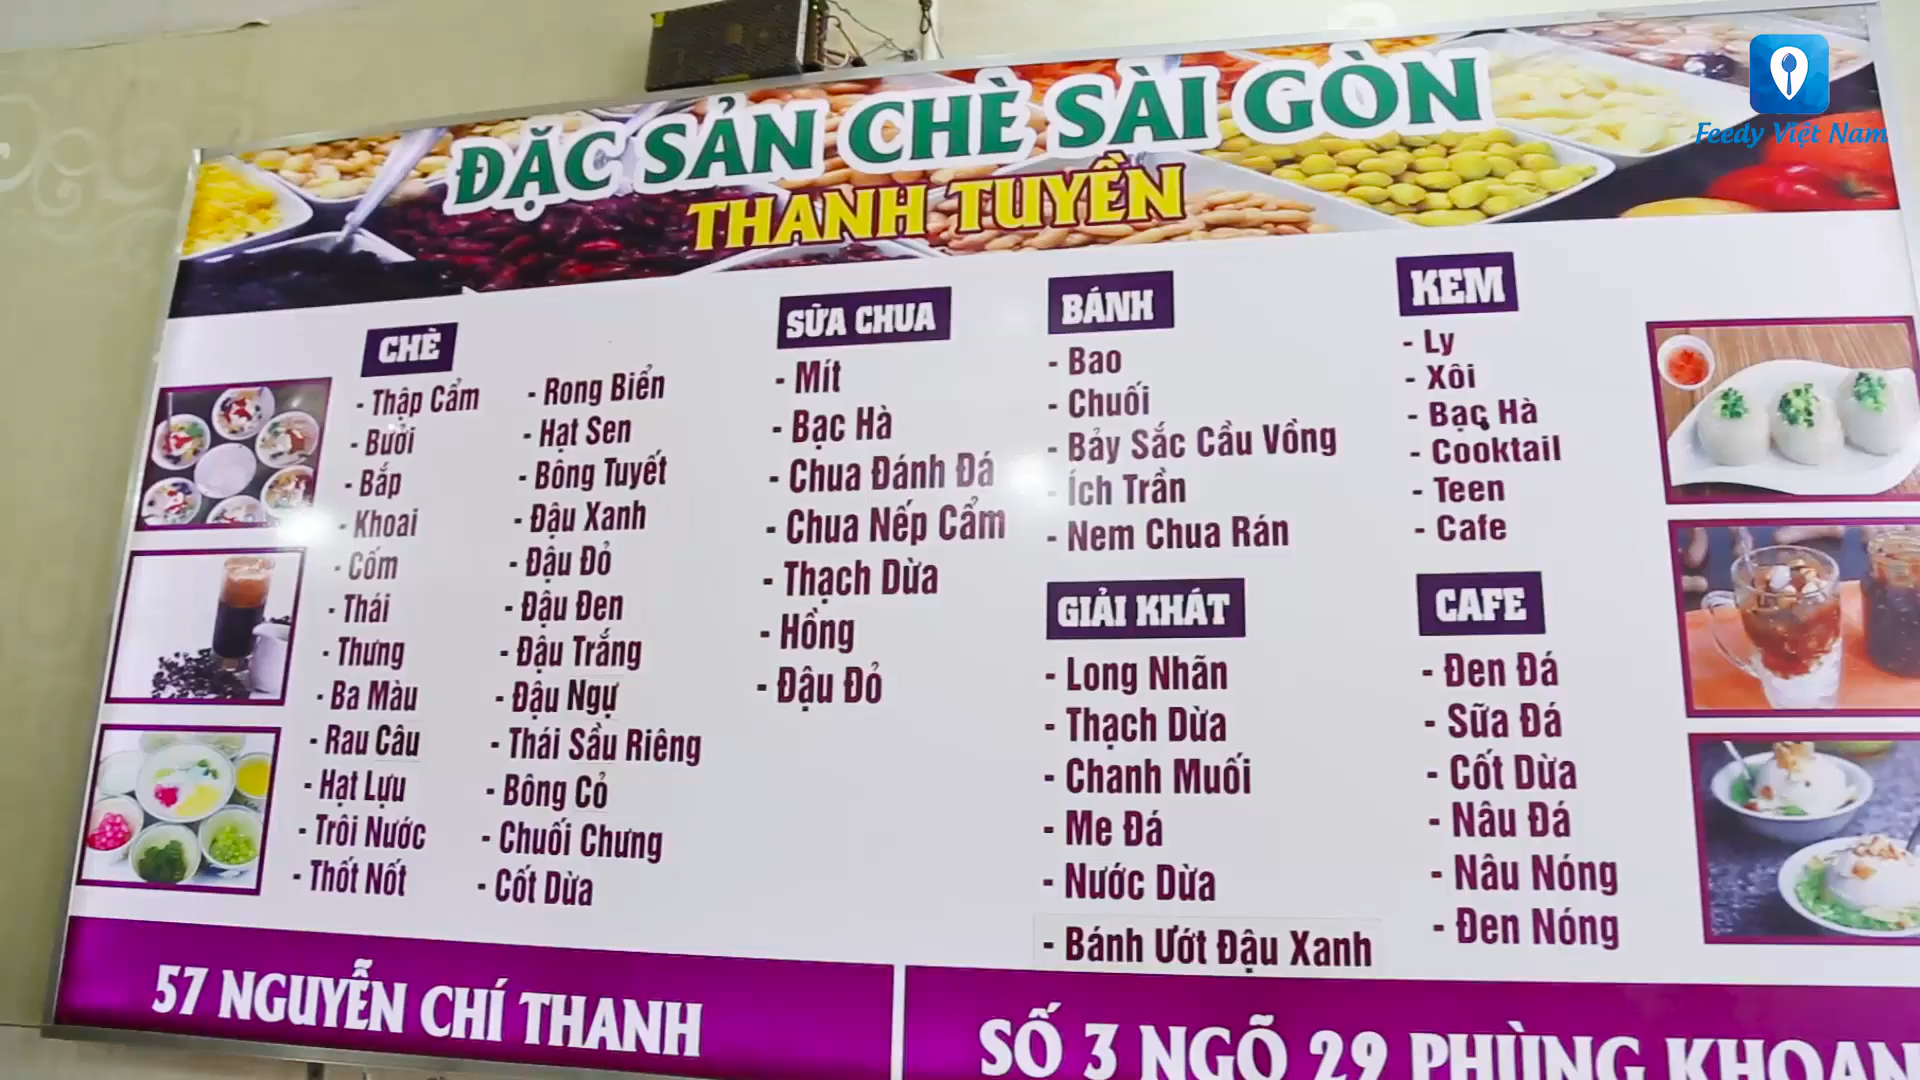 Feedy Việt Nam
ĐẶC SẢN CHÈ SÀI GÒN
THANH TUYỀN
CHÈ
- Thập Cẩm
- Bưởi
- Bắp
- Khoai
- Cốm
- Thái
- Thưng
- Ba Màu
- Rau Câu
- Hạt Lựu
- Trôi Nước
- Thốt Nốt
- Rong Biển
- Hạt Sen
- Bông Tuyết
- Đậu Xanh
- Đậu Đỏ
- Đậu Đen
- Đậu Trắng
- Đậu Ngự
- Thái Sầu Riêng
- Bông Cỏ
- Chuối Chưng
- Cốt Dừa
SỮA CHUA
- Mít
- Bạc Hà
- Chua Đánh Đá
- Chua Nếp Cẩm
- Thạch Dừa
- Hồng
- Đậu Đỏ
BÁNH
- Bao
- Chuối
- Bảy Sắc Cầu Vồng
- Ích Trần
- Nem Chua Rán
GIẢI KHÁT
- Long Nhãn
- Thạch Dừa
- Chanh Muối
- Me Đá
- Nước Dừa
- Bánh Ướt Đậu Xanh
KEM
- Ly
- Xôi
- Bạc Hà
- Cooktail
- Teen
- Cafe
CAFE
- Đen Đá
- Sữa Đá
- Cốt Dừa
- Nâu Đá
- Nâu Nóng
- Đen Nóng
57 NGUYỄN CHÍ THANH
SỐ 3 NGÕ 29 PHÙNG KHOAN